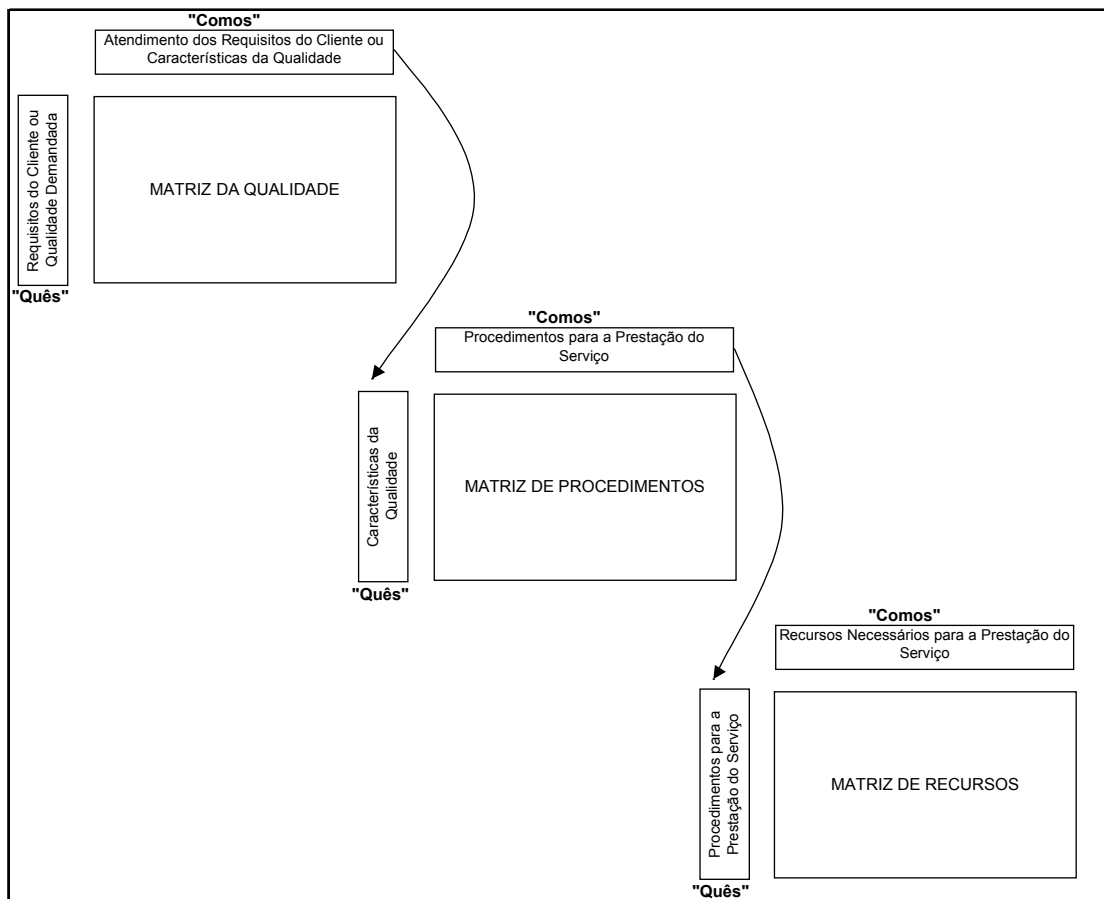 "Comos"
Atendimento dos Requisitos do Cliente ou
Características da Qualidade
Requisitos do Cliente ou
Qualidade Demandada
MATRIZ DA QUALIDADE
"Quês"
"Comos"
Procedimentos para a Prestação do
Serviço
Características da
Qualidade
MATRIZ DE PROCEDIMENTOS
"Quês"
"Comos"
Recursos Necessários para a Prestação do
Serviço
Procedimentos para a
Prestação do Serviço
MATRIZ DE RECURSOS
"Quês"